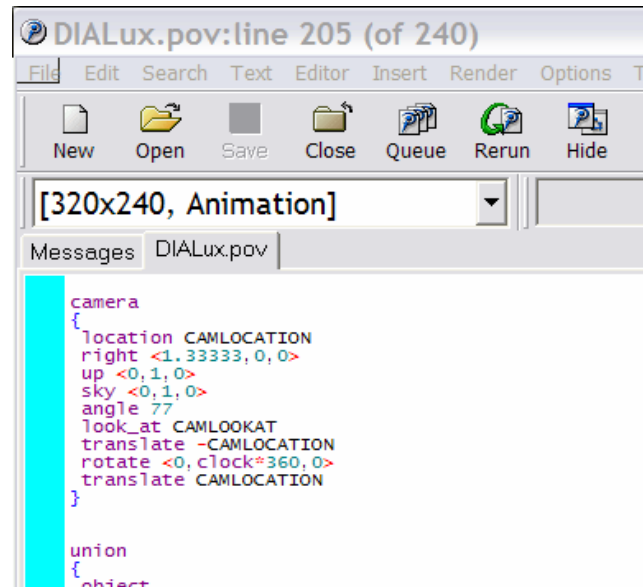 DIALux.pov:line 205 (of 240)
File Edit Search Text Editor Insert Render Options T
New Open Save Close Queue Rerun Hide
[320x240, Animation]
Messages DIALux.pov
camera
{
location CAMLOCATION
right <1.33333,0,0>
up <0,1,0>
sky <0,1,0>
angle 77
look_at CAMLOOKAT
translate -CAMLOCATION
rotate <0,clock*360,0>
translate CAMLOCATION
}
union
{
object